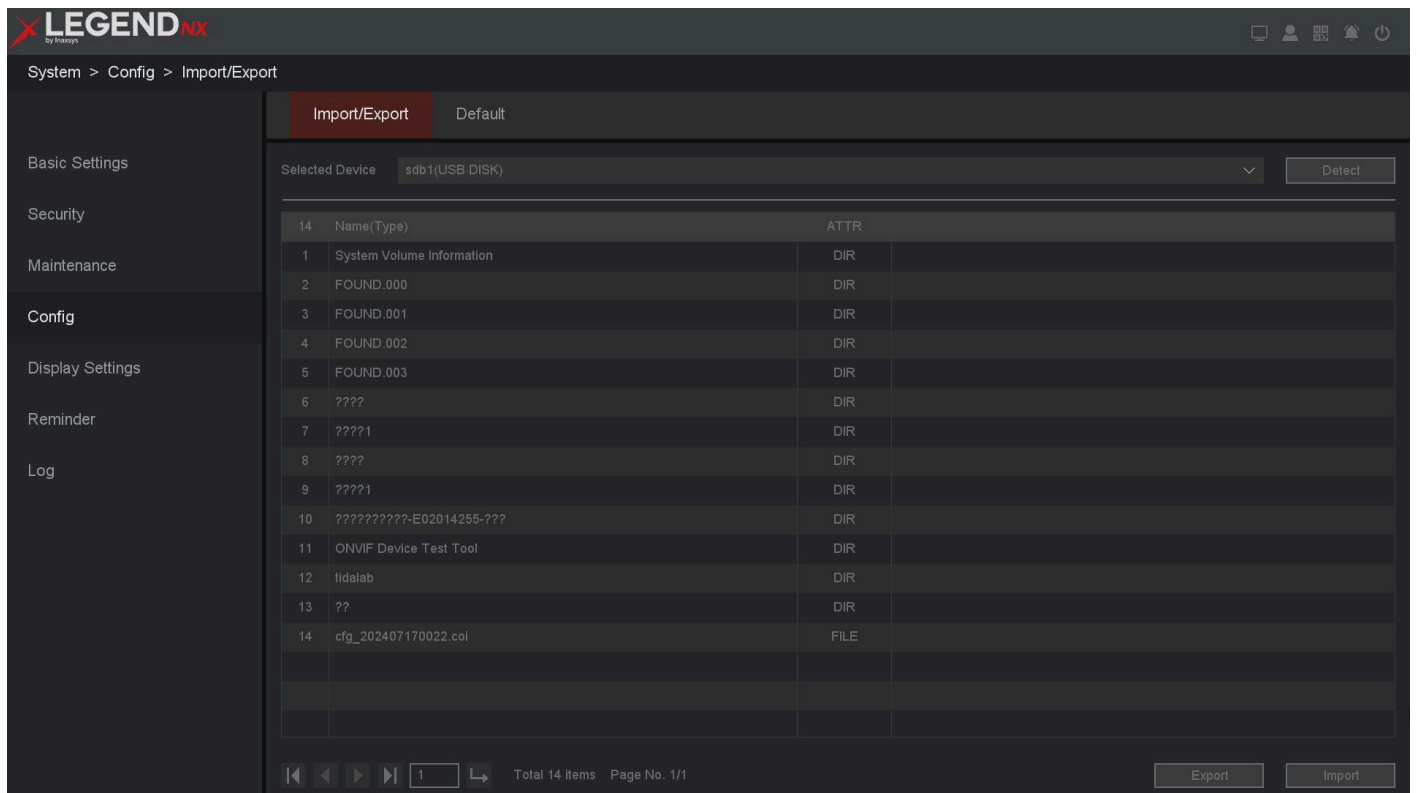 LEGEND NX
by Inaxsys
System > Config > Import/Export
Import/Export Default
Basic Settings
Security
Maintenance
Config
Display Settings
Reminder
Log
Selected Device sdb1(USB DISK) Detect
14 Name(Type) ATTR
1 System Volume Information DIR
2 FOUND.000 DIR
3 FOUND.001 DIR
4 FOUND.002 DIR
5 FOUND.003 DIR
6 ???? DIR
7 ????1 DIR
8 ???? DIR
9 ????1 DIR
10 ??????????-E02014255-??? DIR
11 ONVIF Device Test Tool DIR
12 tidalab DIR
13 ?? DIR
14 cfg_202407170022.coi FILE
1 Total 14 items Page No. 1/1 Export Import